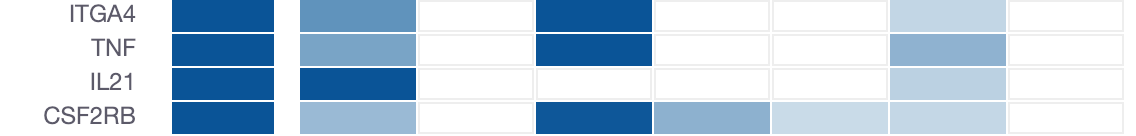 ITGA4
TNF
IL21
CSF2RB